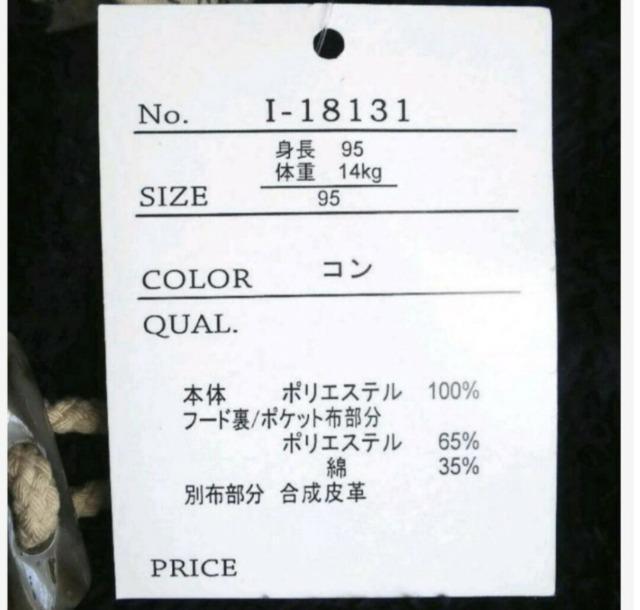 No. I-18131
身長 95
体重 14kg
SIZE 95
COLOR コン
QUAL.
本体 ポリエステル 100%
フード裏/ポケット布部分
ポリエステル 65%
綿 35%
別布部分 合成皮革
PRICE